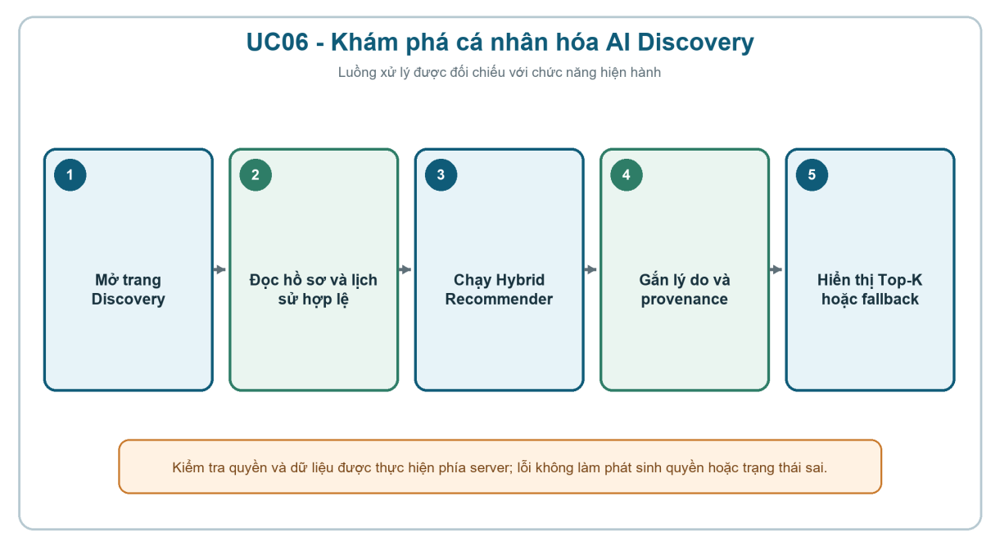 UC06 - Khám phá cá nhân hóa AI Discovery
Luồng xử lý được đối chiếu với chức năng hiện hành
1
Mở trang
Discovery
2
Đọc hồ sơ và lịch
sử hợp lệ
3
Chạy Hybrid
Recommender
4
Gắn lý do và
provenance
5
Hiển thị Top-K
hoặc fallback
Kiểm tra quyền và dữ liệu được thực hiện phía server; lỗi không làm phát sinh quyền hoặc trạng thái sai.